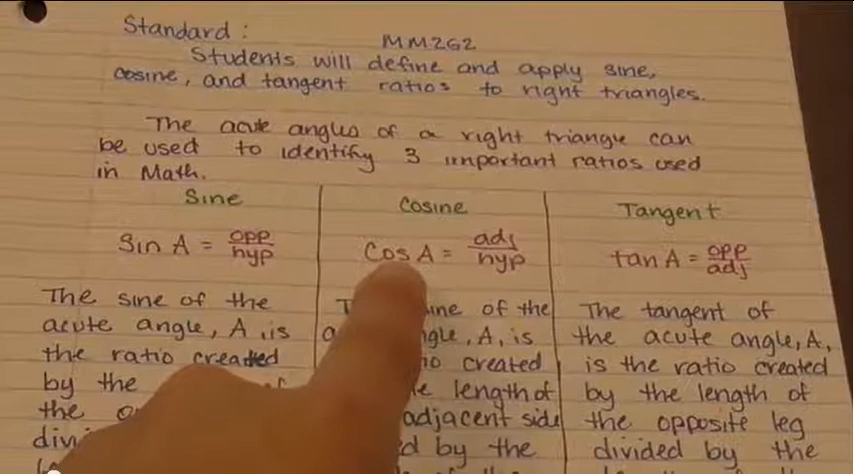 Standard:
MM2G2
Students will define and apply sine,
cosine, and tangent ratios to right triangles.
The acute angles of a right triangle can
be used to identify 3 important ratios used
in Math.
Sine
Sin A = opp/hyp
The sine of the
acute angle, A, is
the ratio created
by the
the
Cosine
Cos A = adj/hyp
of the
A, is
created
length of
adjacent side
by the
Tangent
tan A = opp/adj
The tangent of
the acute angle, A,
is the ratio created
by the length of
the opposite leg
divided by the